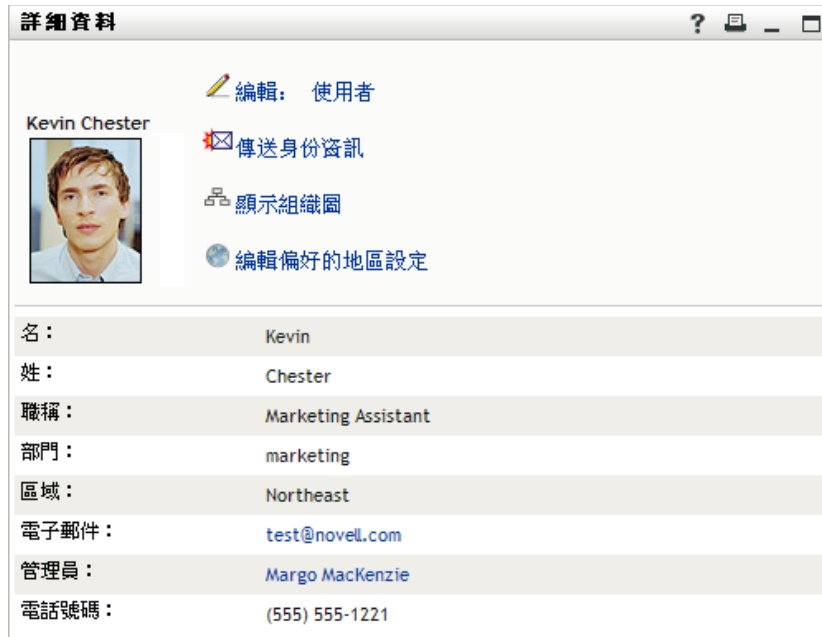 詳細資料
編輯： 使用者
Kevin Chester
傳送身份資訊
顯示組織圖
編輯偏好的地區設定
名： Kevin
姓： Chester
職稱： Marketing Assistant
部門： marketing
區域： Northeast
電子郵件： test@novell.com
管理員： Margo MacKenzie
電話號碼： (555) 555-1221